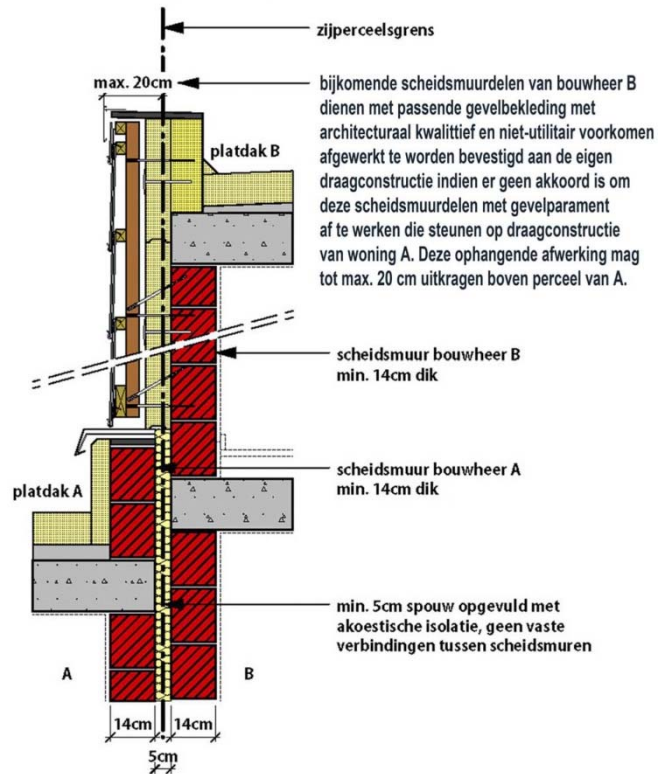 zijperceelsgrens
max. 20cm
bijkomende scheidsmuurdelen van bouwheer B
dienen met passende gevelbekleding met
architecturaal kwalittief en niet-utilitair voorkomen
afgewerkt te worden bevestigd aan de eigen
draagconstructie indien er geen akkoord is om
deze scheidsmuurdelen met gevelparament
af te werken die steunen op draagconstructie
van woning A. Deze ophangende afwerking mag
tot max. 20 cm uitkragen boven perceel van A.
platdak B
scheidsmuur bouwheer B
min. 14cm dik
scheidsmuur bouwheer A
min. 14cm dik
platdak A
min. 5cm spouw opgevuld met
akoestische isolatie, geen vaste
verbindingen tussen scheidsmuren
A
B
14cm
14cm
5cm